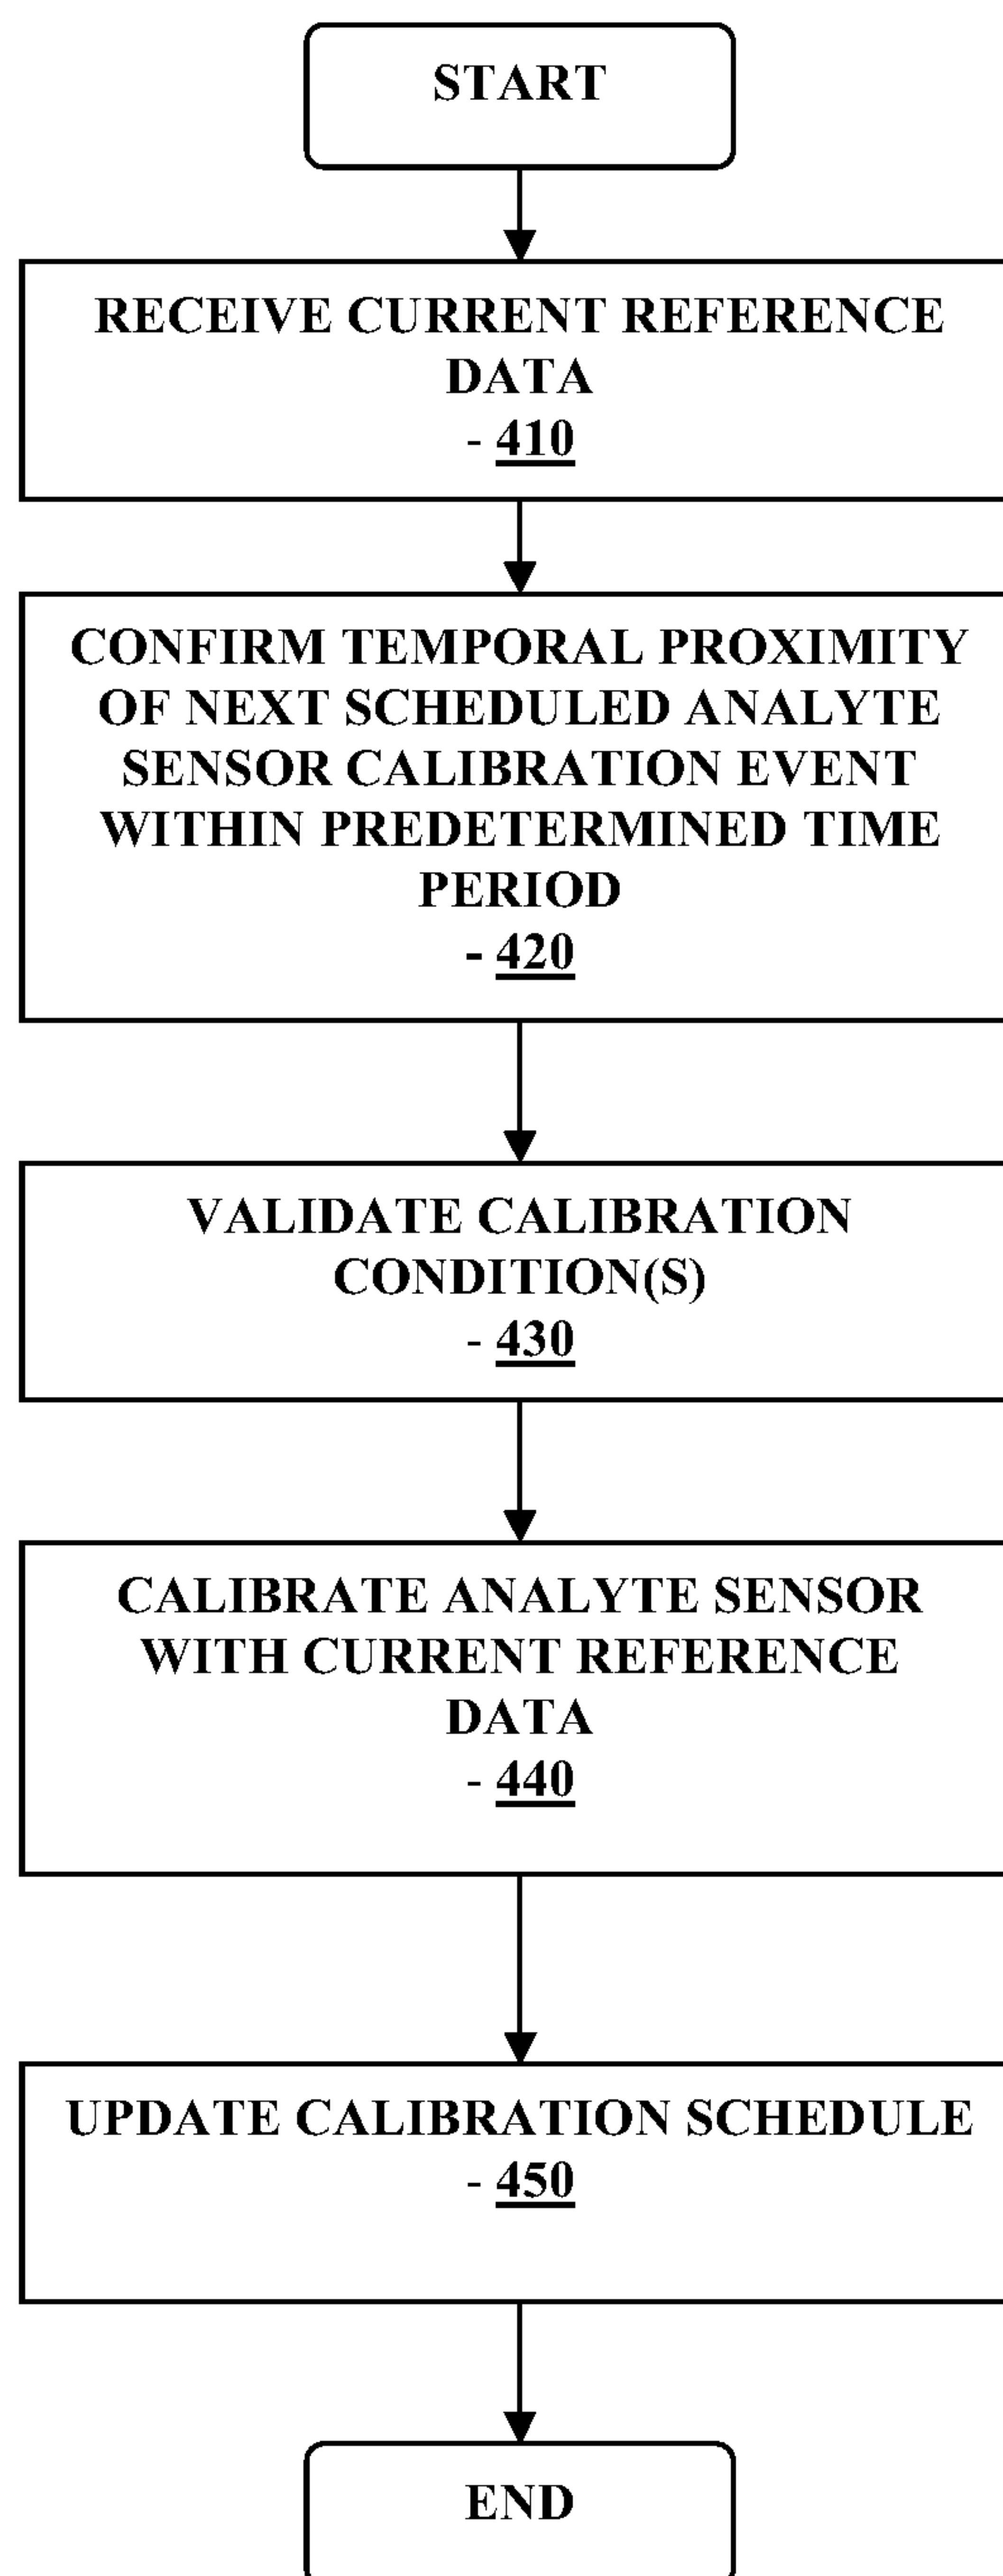 START
RECEIVE CURRENT REFERENCE
DATA
- 410
CONFIRM TEMPORAL PROXIMITY
OF NEXT SCHEDULED ANALYTE
SENSOR CALIBRATION EVENT
WITHIN PREDETERMINED TIME
PERIOD
- 420
VALIDATE CALIBRATION
CONDITION(S)
- 430
CALIBRATE ANALYTE SENSOR
WITH CURRENT REFERENCE
DATA
- 440
UPDATE CALIBRATION SCHEDULE
- 450
END